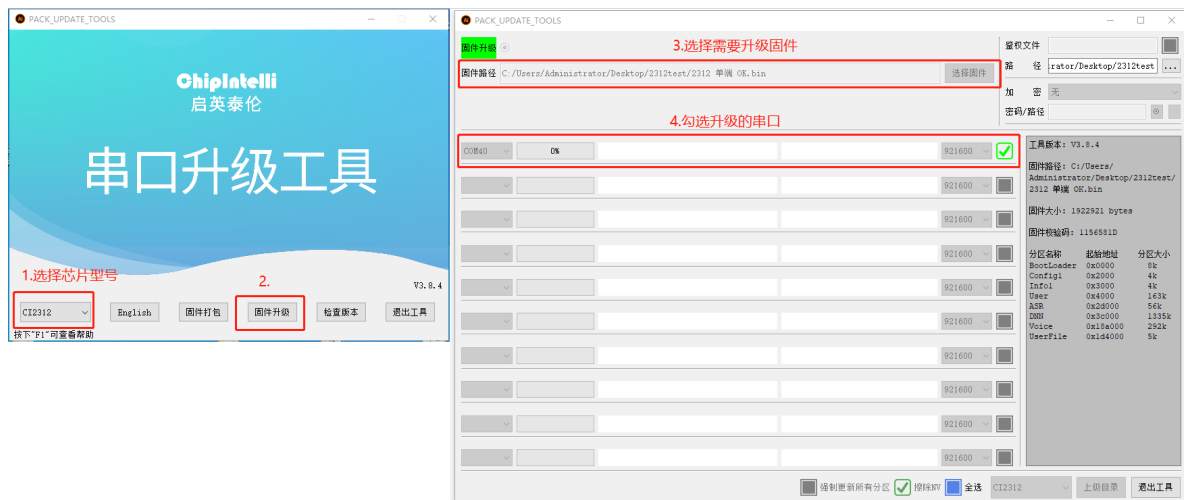 PACK_UPDATE_TOOLS
ChipIntelli
启英泰伦
串口升级工具
1.选择芯片型号
2.
V3.8.4
CI2312
English
固件打包
固件升级
检查版本
退出工具
按下"F1"可查看帮助
PACK_UPDATE_TOOLS
固件升级
3.选择需要升级固件
固件路径 C:/Users/Administrator/Desktop/2312test/2312 单端 OK.bin 选择固件
4.勾选升级的串口
鉴权文件
路 径 :rator/Desktop/2312test ...
加 密 无
密码/路径
COM40 0% 921600
921600
921600
921600
921600
921600
921600
921600
921600
921600
工具版本: V3.8.4
固件路径: C:/Users/
Administrator/Desktop/2312test/
2312 单端 OK.bin
固件大小: 1922921 bytes
固件校验码: 1156581D
分区名称 起始地址 分区大小
BootLoader 0x0000 8k
Config1 0x2000 4k
Info1 0x3000 4k
User 0x4000 163k
ASR 0x2d000 56k
DNN 0x3c000 1335k
Voice 0x18a000 292k
UserFile 0x1d4000 5k
强制更新所有分区 擦除NV 全选 CI2312 上级目录 退出工具